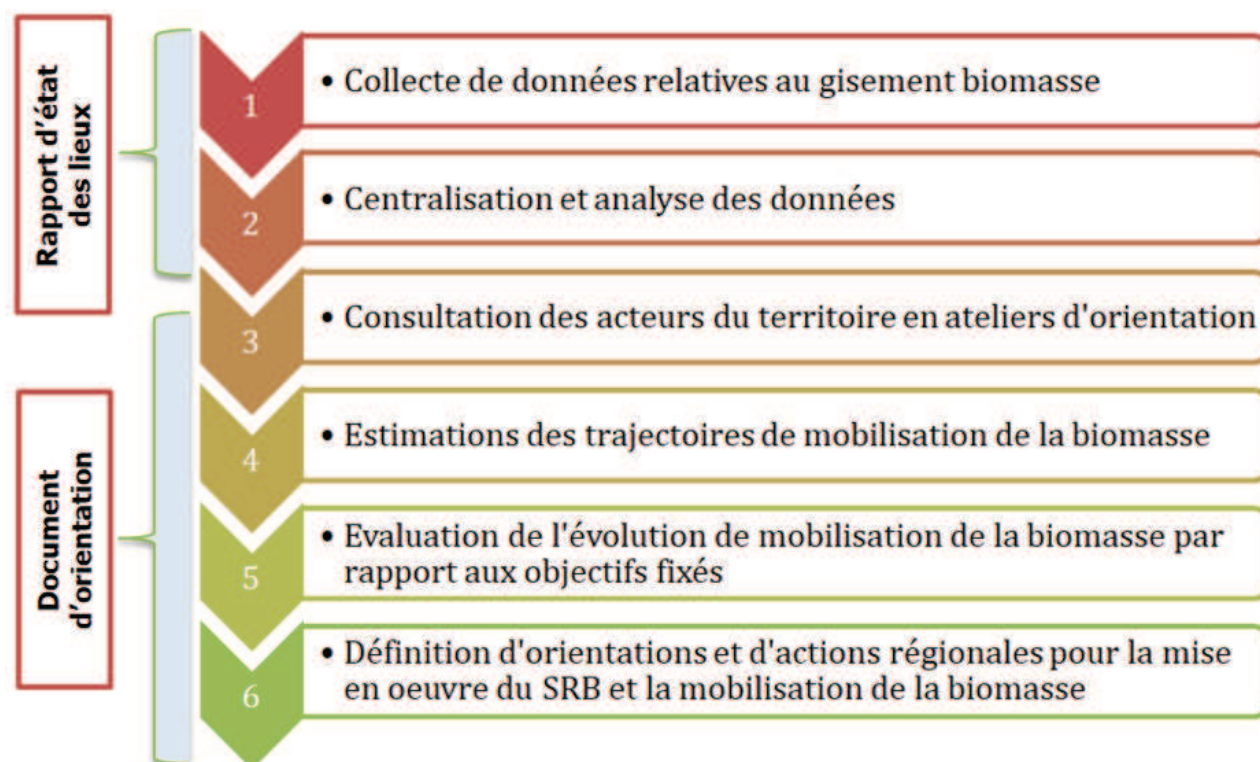 Rapport d'état
des lieux
1
• Collecte de données relatives au gisement biomasse
2
• Centralisation et analyse des données
3
• Consultation des acteurs du territoire en ateliers d'orientation
Document
d'orientation
4
• Estimations des trajectoires de mobilisation de la biomasse
5
• Evaluation de l'évolution de mobilisation de la biomasse par
rapport aux objectifs fixés
6
• Définition d'orientations et d'actions régionales pour la mise
en oeuvre du SRB et la mobilisation de la biomasse